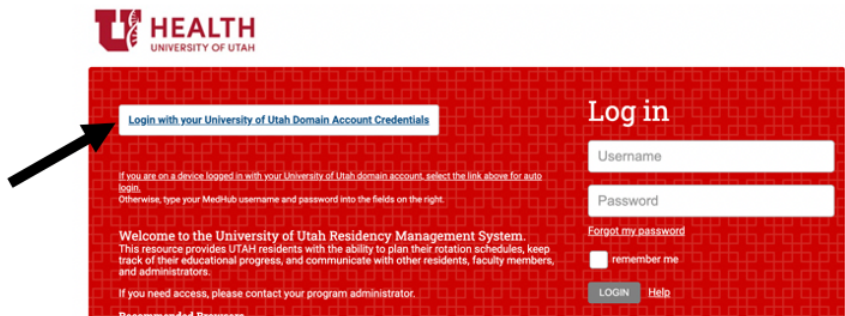 HEALTH
UNIVERSITY OF UTAH
Login with your University of Utah Domain Account Credentials
If you are on a device logged in with your University of Utah domain account, select the link above for auto
login.
Otherwise, type your MedHub username and password into the fields on the right.
Welcome to the University of Utah Residency Management System.
This resource provides UTAH residents with the ability to plan their rotation schedules, keep
track of their educational progress, and communicate with other residents, faculty members,
and administrators.
If you need access, please contact your program administrator.
Recommended Browsers
Log in
Username
Password
Forgot my password
remember me
LOGIN Help